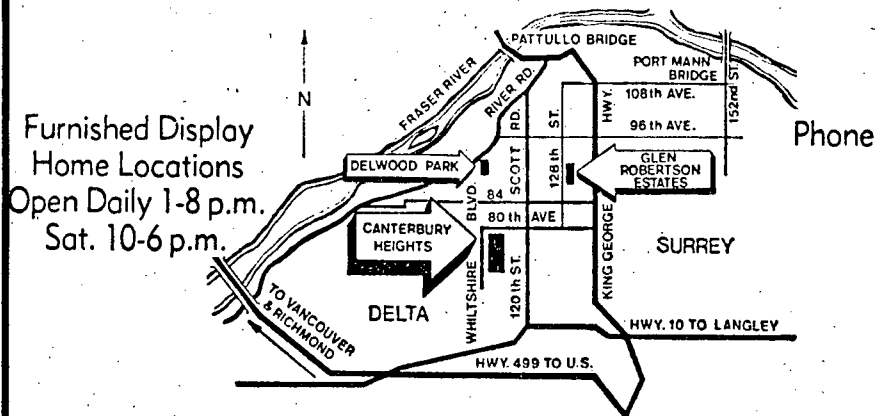 Furnished Display
Home Locations
Open Daily 1-8 p.m.
Sat. 10-6 p.m.
Phone
N
PATTULLO BRIDGE
PORT MANN
BRIDGE
152nd ST.
FRASER RIVER
RIVER RD.
108th AVE.
96th AVE.
SCOTT RD.
128th ST.
KING GEORGE HWY.
DELWOOD PARK
GLEN
ROBERTSON
ESTATES
84
80th AVE
WHILTSHIRE BLVD.
CANTERBURY
HEIGHTS
120th ST.
SURREY
DELTA
TO VANCOUVER
& RICHMOND
HWY. 10 TO LANGLEY
HWY. 499 TO U.S.